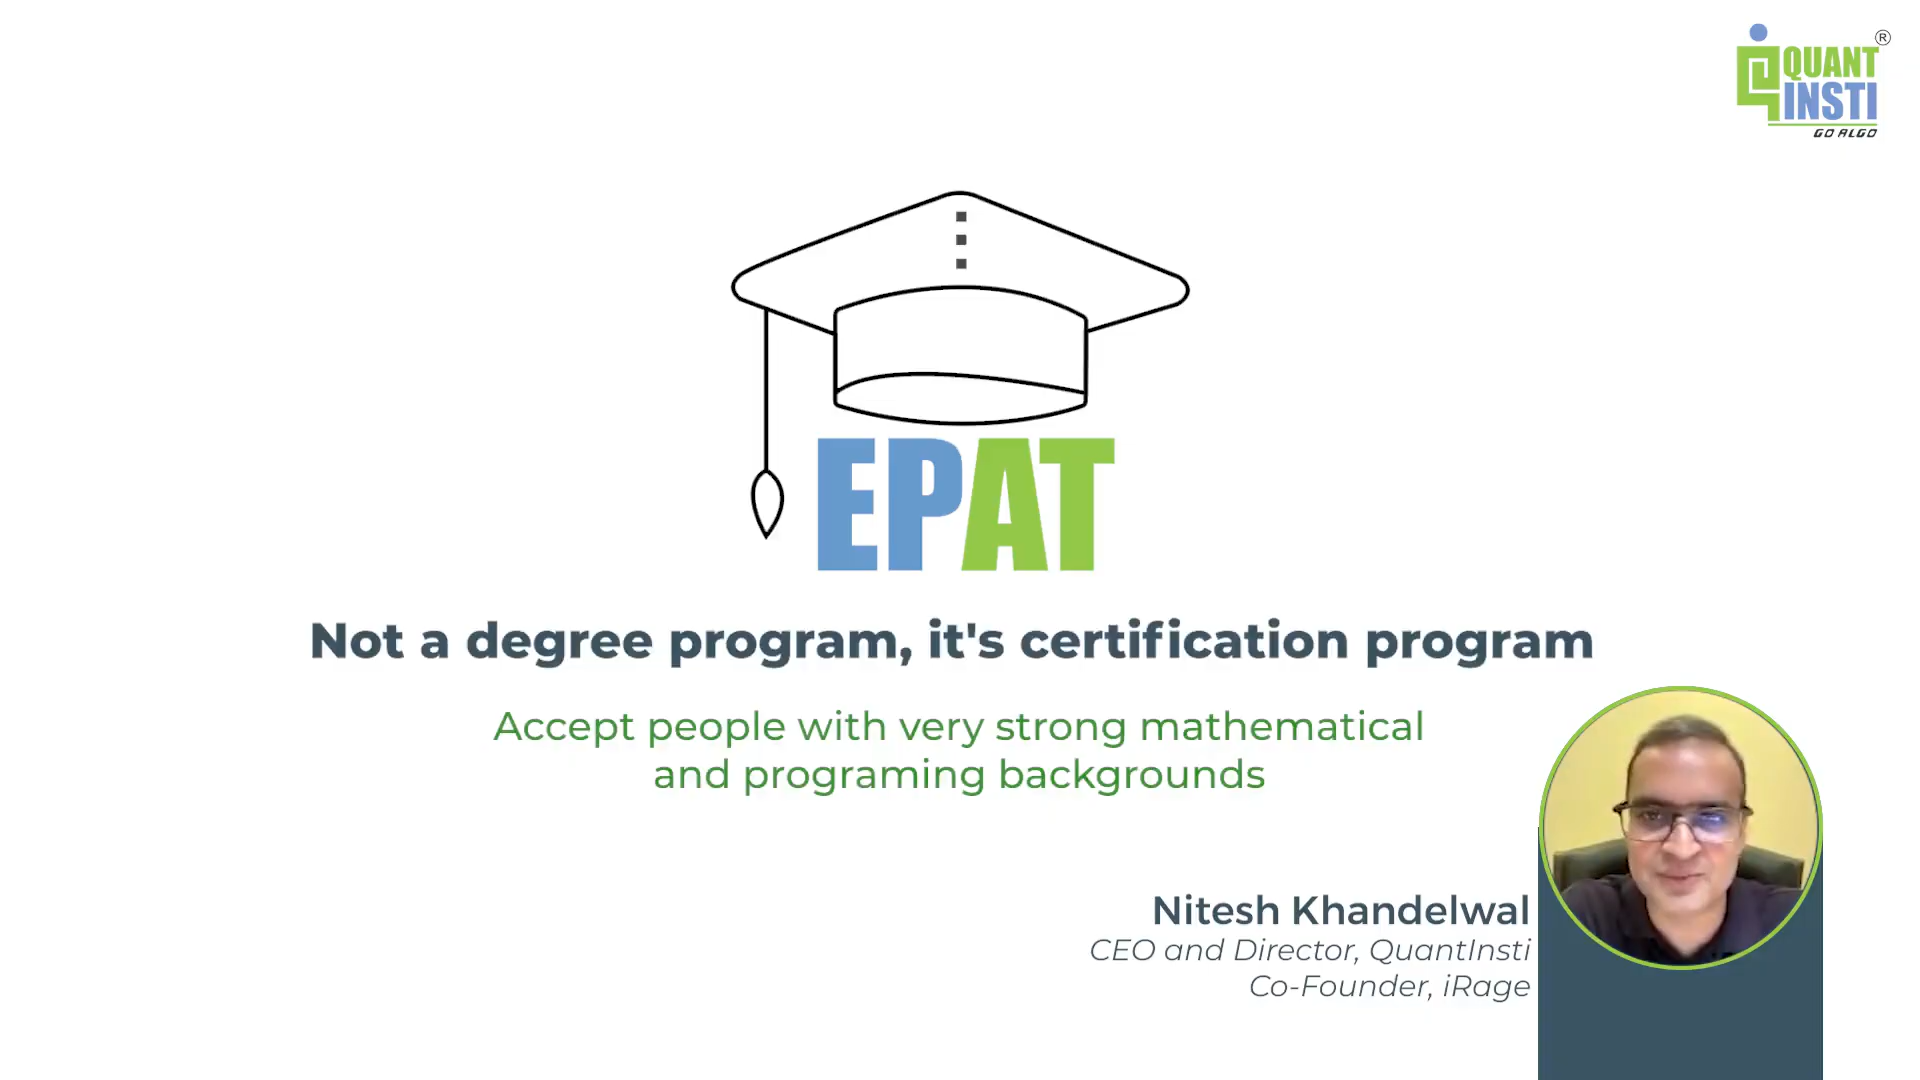 QUANT
INSTI
®
GO ALGO
EPAT
Not a degree program, it's certification program
Accept people with very strong mathematical
and programing backgrounds
Nitesh Khandelwal
CEO and Director, QuantInsti
Co-Founder, iRage